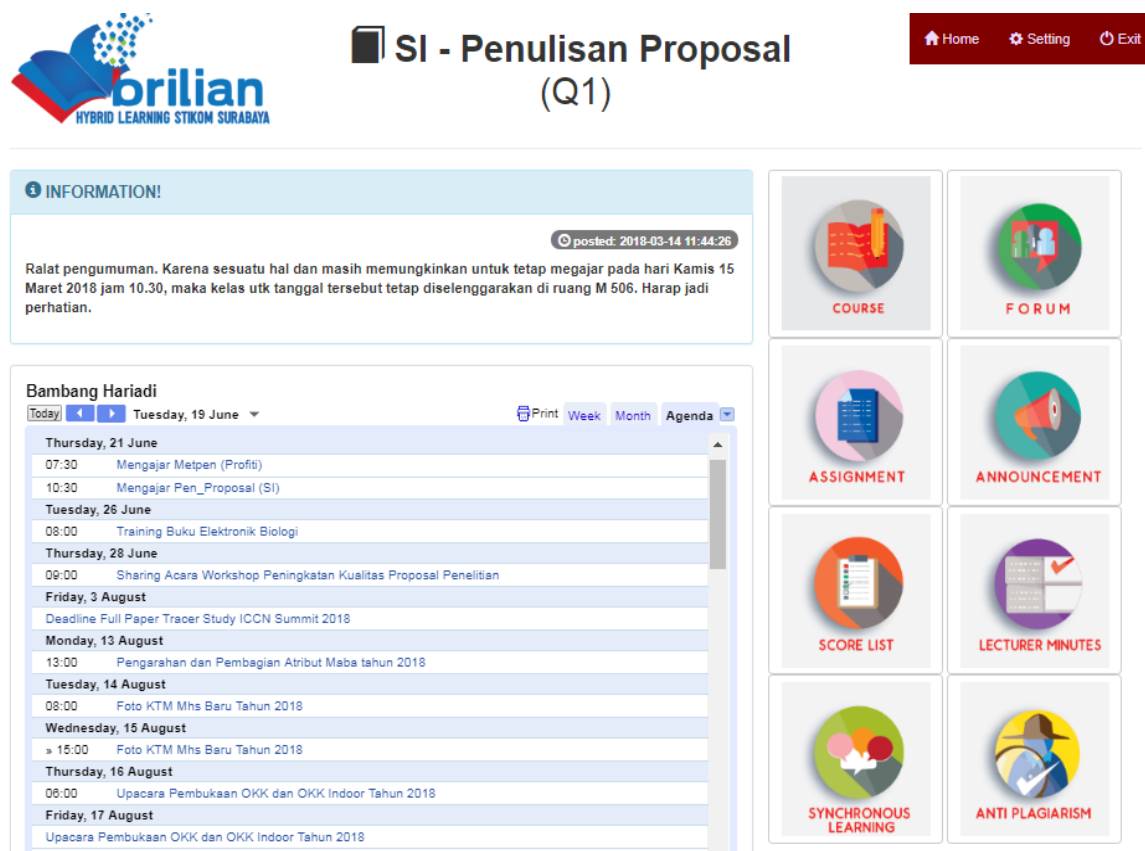 brilian
HYBRID LEARNING STIKOM SURABAYA
SI - Penulisan Proposal
(Q1)
Home Setting Exit
INFORMATION!
posted: 2018-03-14 11:44:26
Ralat pengumuman. Karena sesuatu hal dan masih memungkinkan untuk tetap megajar pada hari Kamis 15
Maret 2018 jam 10.30, maka kelas utk tanggal tersebut tetap diselenggarakan di ruang M 506. Harap jadi
perhatian.
Bambang Hariadi
Today Tuesday, 19 June Print Week Month Agenda
Thursday, 21 June
07:30 Mengajar Metpen (Profiti)
10:30 Mengajar Pen_Proposal (SI)
Tuesday, 26 June
08:00 Training Buku Elektronik Biologi
Thursday, 28 June
09:00 Sharing Acara Workshop Peningkatan Kualitas Proposal Penelitian
Friday, 3 August
Deadline Full Paper Tracer Study ICCN Summit 2018
Monday, 13 August
13:00 Pengarahan dan Pembagian Atribut Maba tahun 2018
Tuesday, 14 August
08:00 Foto KTM Mhs Baru Tahun 2018
Wednesday, 15 August
» 15:00 Foto KTM Mhs Baru Tahun 2018
Thursday, 16 August
06:00 Upacara Pembukaan OKK dan OKK Indoor Tahun 2018
Friday, 17 August
Upacara Pembukaan OKK dan OKK Indoor Tahun 2018
COURSE
FORUM
ASSIGNMENT
ANNOUNCEMENT
SCORE LIST
LECTURER MINUTES
SYNCHRONOUS
LEARNING
ANTI PLAGIARISM